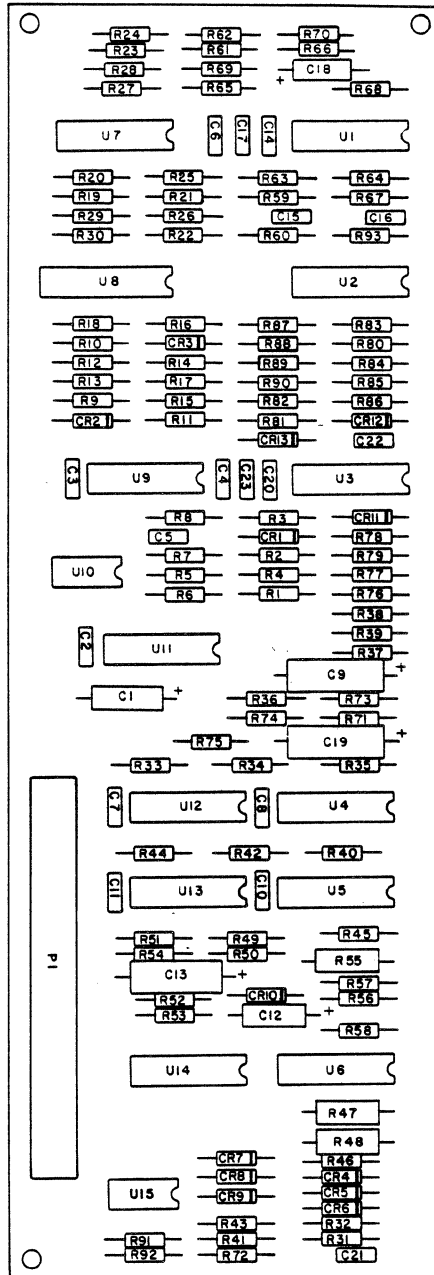 R24 R62 R70
R23 R61 R66
R28 R69 + C18
R27 R65 R68
U7 C6 C17 C14 U1
R20 R25 R63 R64
R19 R21 R59 R67
R29 R26 C15 C16
R30 R22 R60 R93
U8 U2
R18 R16 R87 R83
R10 CR3 R88 R80
R12 R14 R89 R84
R13 R17 R90 R85
R9 R15 R82 R86
CR2 R11 R81 CR12
CR13 C22
C3 U9 C4 C23 C20 U3
R8 R3 CR11
C5 CR1 R78
R7 R2 R79
U10 R5 R4 R77
R6 R1 R76
R38
R39
C2 U11 R37
C9 +
C1 + R36 R73
R74 R71
R75 C19 +
R33 R34 R35
C7 U12 C8 U4
R44 R42 R40
C11 U13 C10 U5
R51 R49 R45
R54 R50 R55
P1 C13 + R57
R52 CR10 R56
R53 C12 +
R58
U14 U6
R47
R48
CR7 R46
CR8 CR4
U15 CR9 CR5
CR6
R43 R32
R91 R41 R31
R92 R72 C21